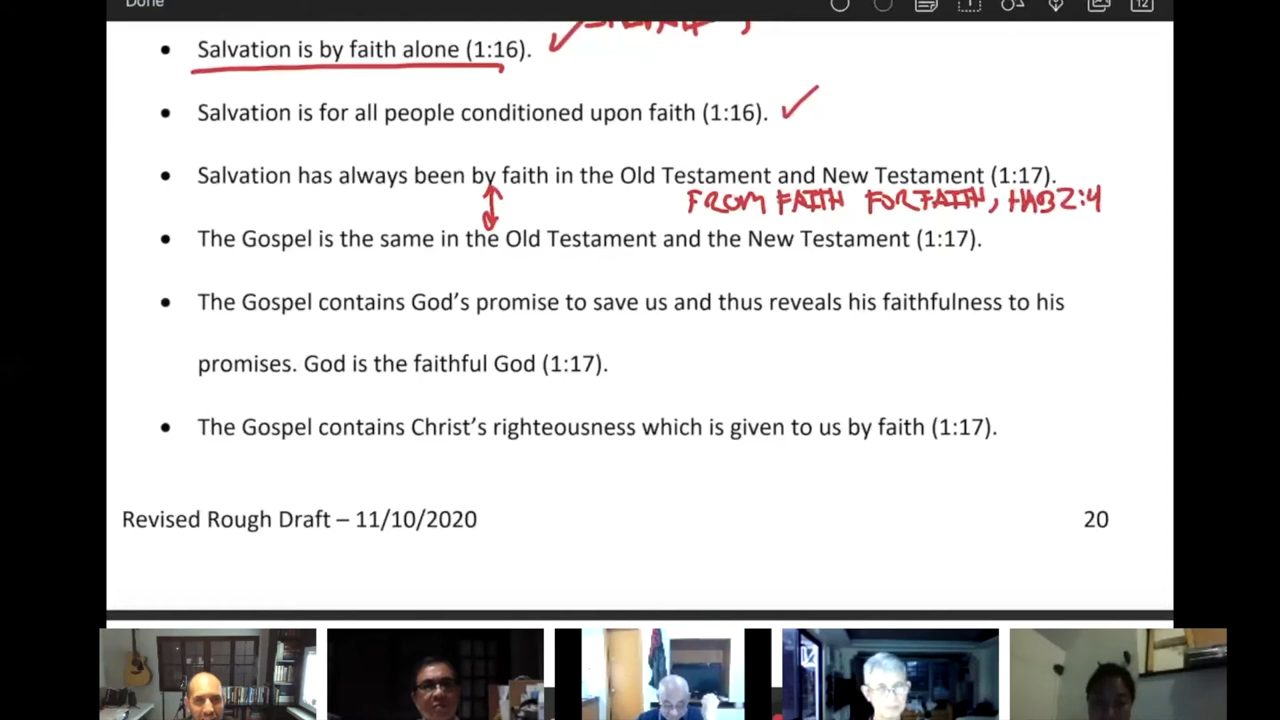 Done
12
• Salvation is by faith alone (1:16).
• Salvation is for all people conditioned upon faith (1:16).
• Salvation has always been by faith in the Old Testament and New Testament (1:17).
FROM FAITH FOR FAITH, HAB 2:4
• The Gospel is the same in the Old Testament and the New Testament (1:17).
• The Gospel contains God’s promise to save us and thus reveals his faithfulness to his
promises. God is the faithful God (1:17).
• The Gospel contains Christ’s righteousness which is given to us by faith (1:17).
Revised Rough Draft – 11/10/2020 20